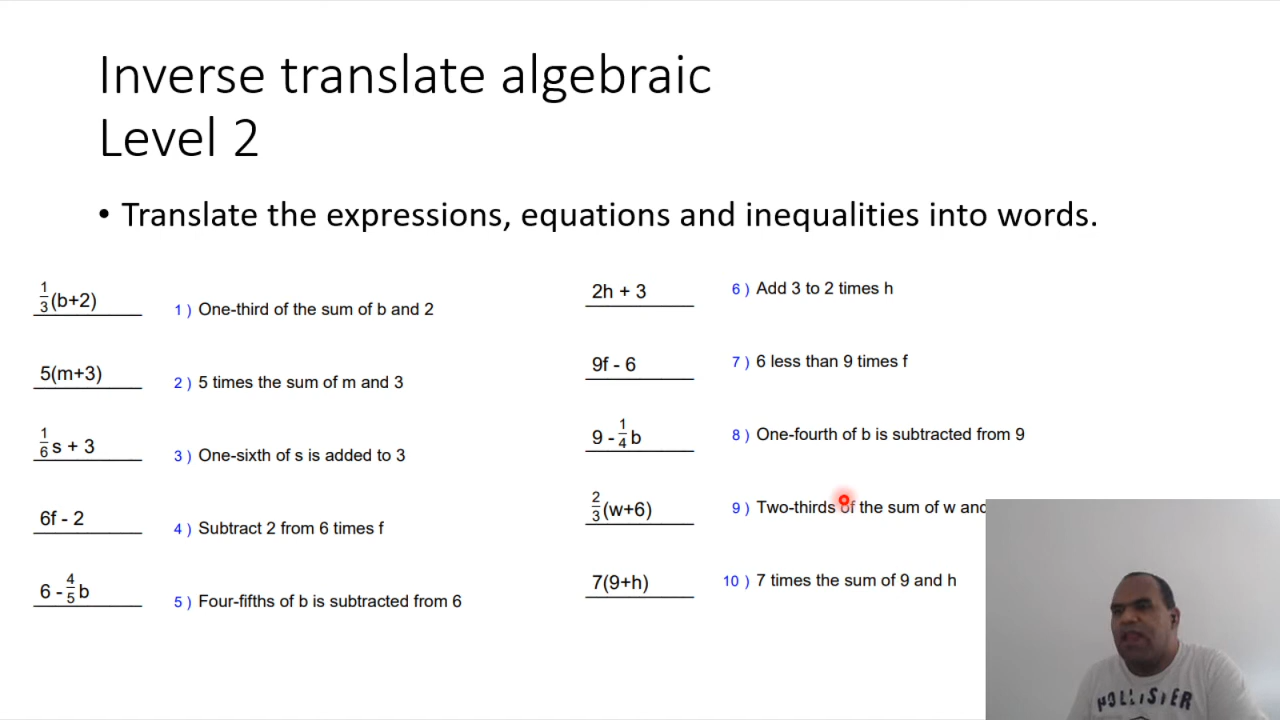 Inverse translate algebraic
Level 2
• Translate the expressions, equations and inequalities into words.
1/3(b+2) 1 ) One-third of the sum of b and 2
5(m+3) 2 ) 5 times the sum of m and 3
1/6 s + 3 3 ) One-sixth of s is added to 3
6f - 2 4 ) Subtract 2 from 6 times f
6 - 4/5 b 5 ) Four-fifths of b is subtracted from 6
2h + 3 6 ) Add 3 to 2 times h
9f - 6 7 ) 6 less than 9 times f
9 - 1/4 b 8 ) One-fourth of b is subtracted from 9
2/3(w+6) 9 ) Two-thirds of the sum of w and
7(9+h) 10 ) 7 times the sum of 9 and h
HOLLISTER